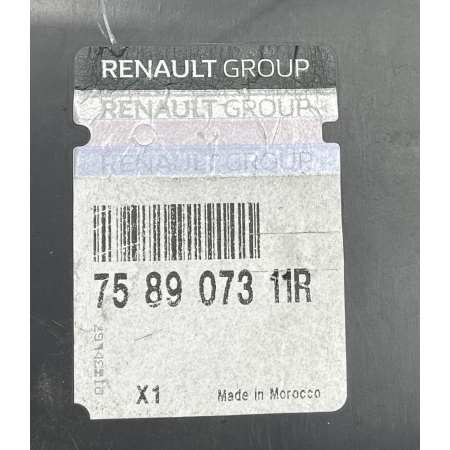 RENAULT GROUP
RENAULT GROUP
RENAULT GROUP
75 89 073 11R
X1
Made in Morocco